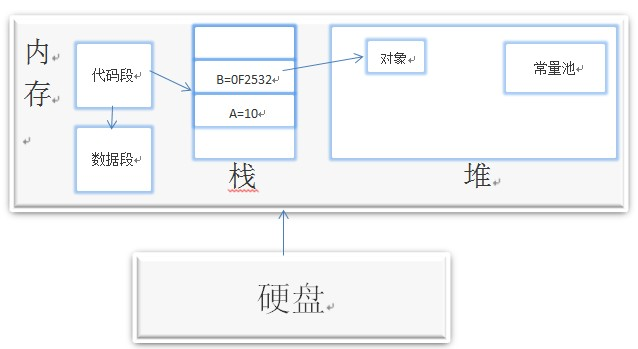 内存
代码段
数据段
B=0F2532
A=10
栈
对象
常量池
堆
硬盘